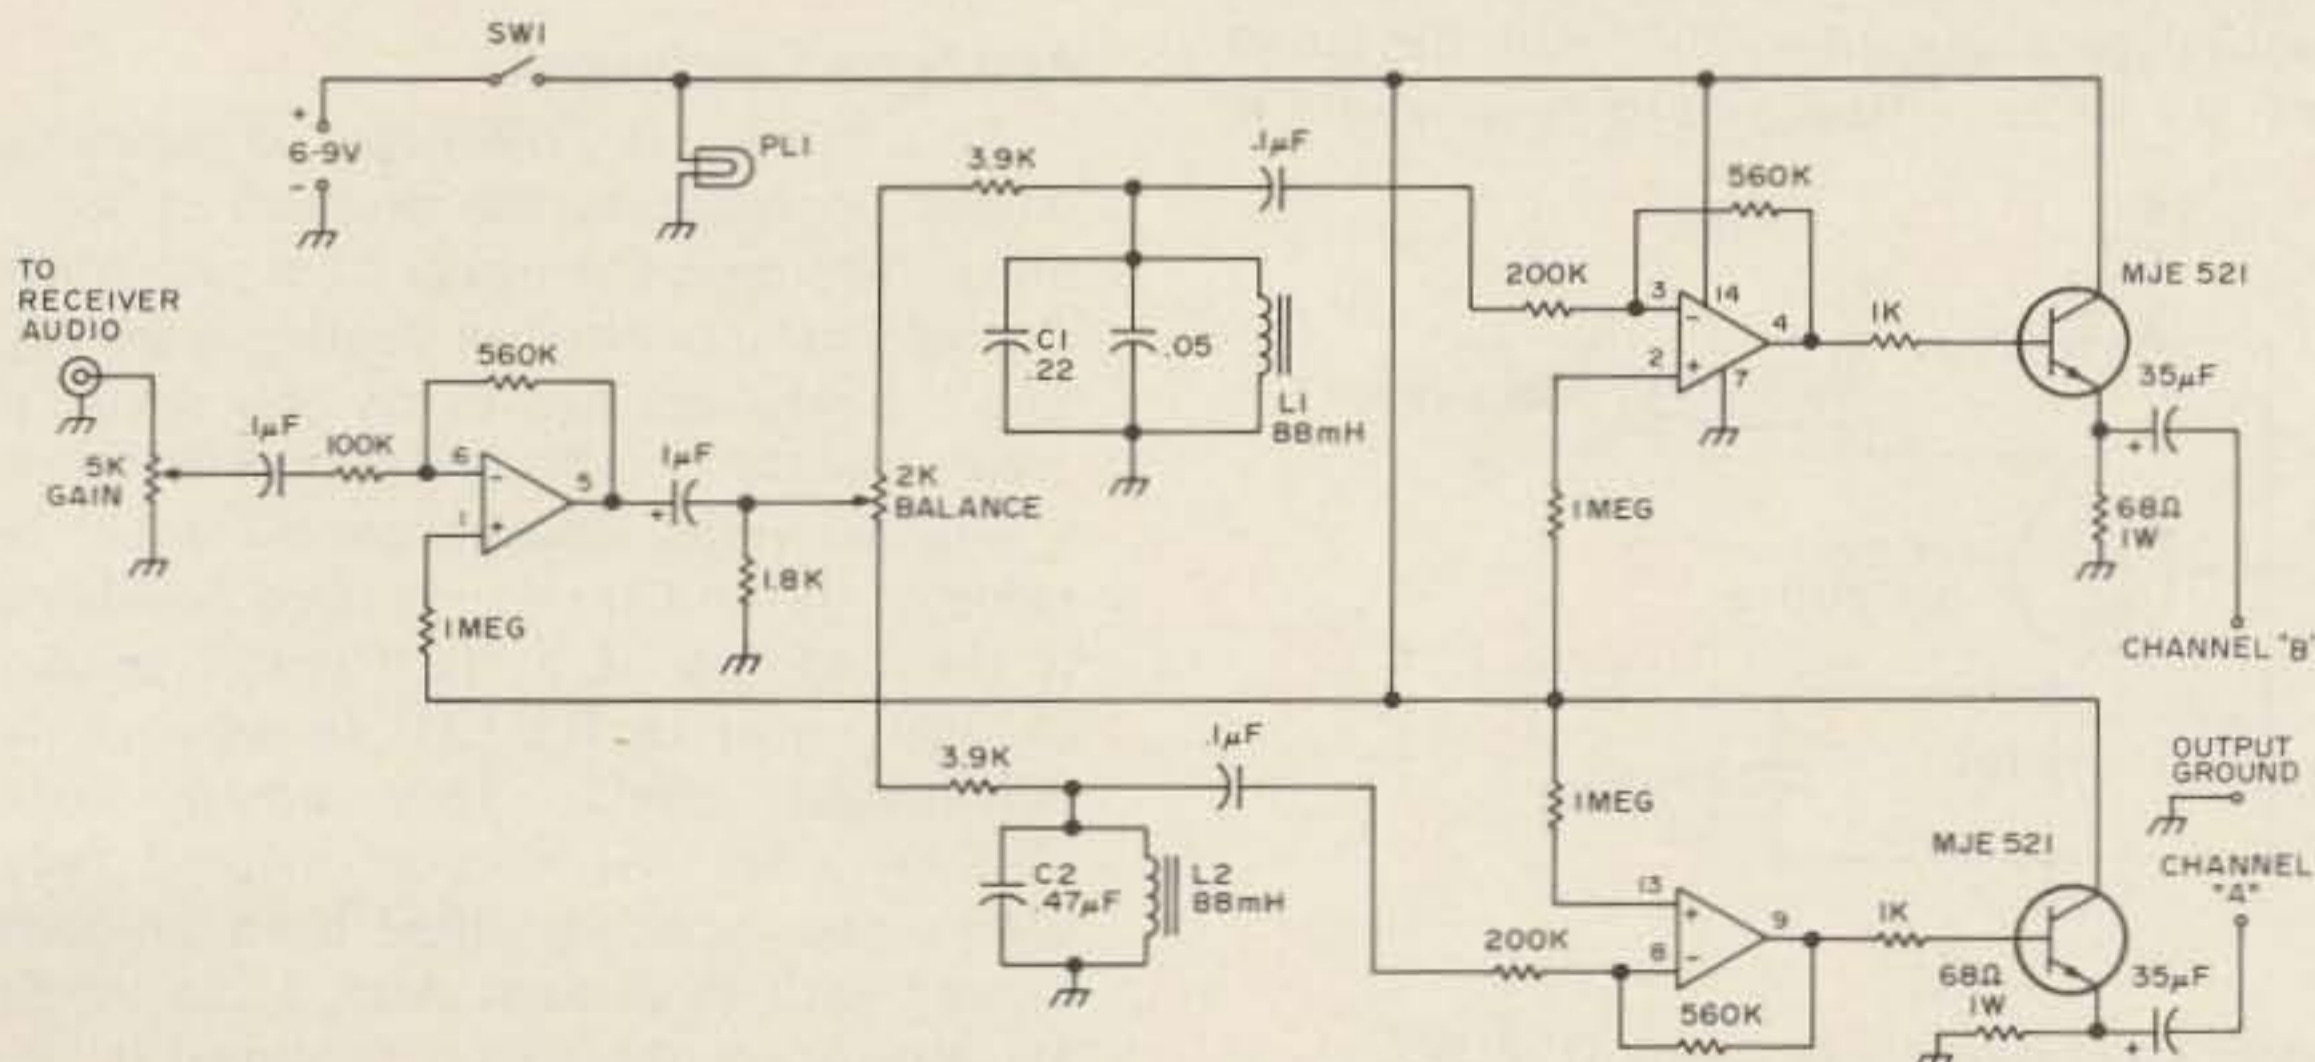 SW1
+
6-9V
-
PL1
TO
RECEIVER
AUDIO
5K
GAIN
.1µF
100K
560K
6
-
1
+
5
1µF
+
1.8K
1MEG
2K
BALANCE
3.9K
.1µF
C1
.22
.05
L1
88mH
200K
560K
3
-
14
2
+
7
4
1K
MJE 521
35µF
+
68Ω
1W
1MEG
CHANNEL "B"
3.9K
.1µF
C2
.47µF
L2
88mH
1MEG
200K
13
+
8
-
9
560K
1K
MJE 521
68Ω
1W
35µF
+
OUTPUT
GROUND
CHANNEL
"A"